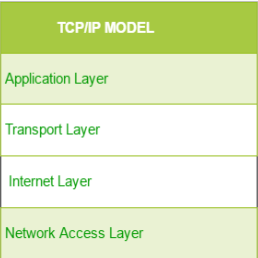 TCP/IP MODEL
Application Layer
Transport Layer
Internet Layer
Network Access Layer